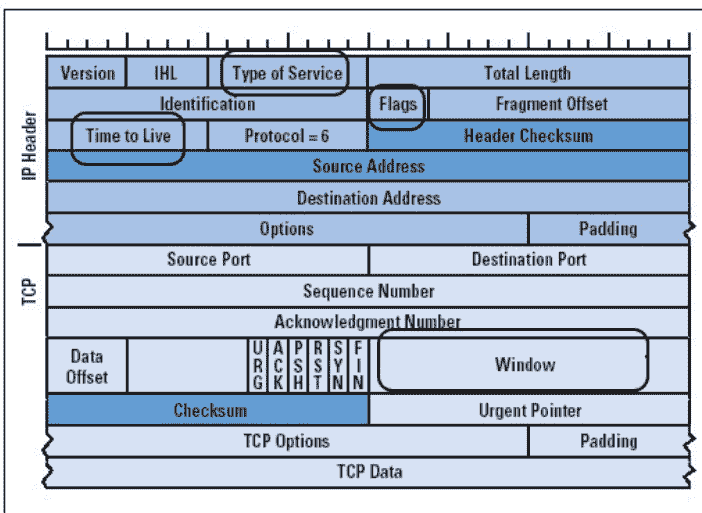 Version IHL Type of Service Total Length
Identification Flags Fragment Offset
Time to Live Protocol = 6 Header Checksum
Source Address
Destination Address
Options Padding
IP Header
Source Port Destination Port
Sequence Number
Acknowledgment Number
Data Offset URG ACK PSH RST SYN FIN Window
Checksum Urgent Pointer
TCP Options Padding
TCP Data
TCP